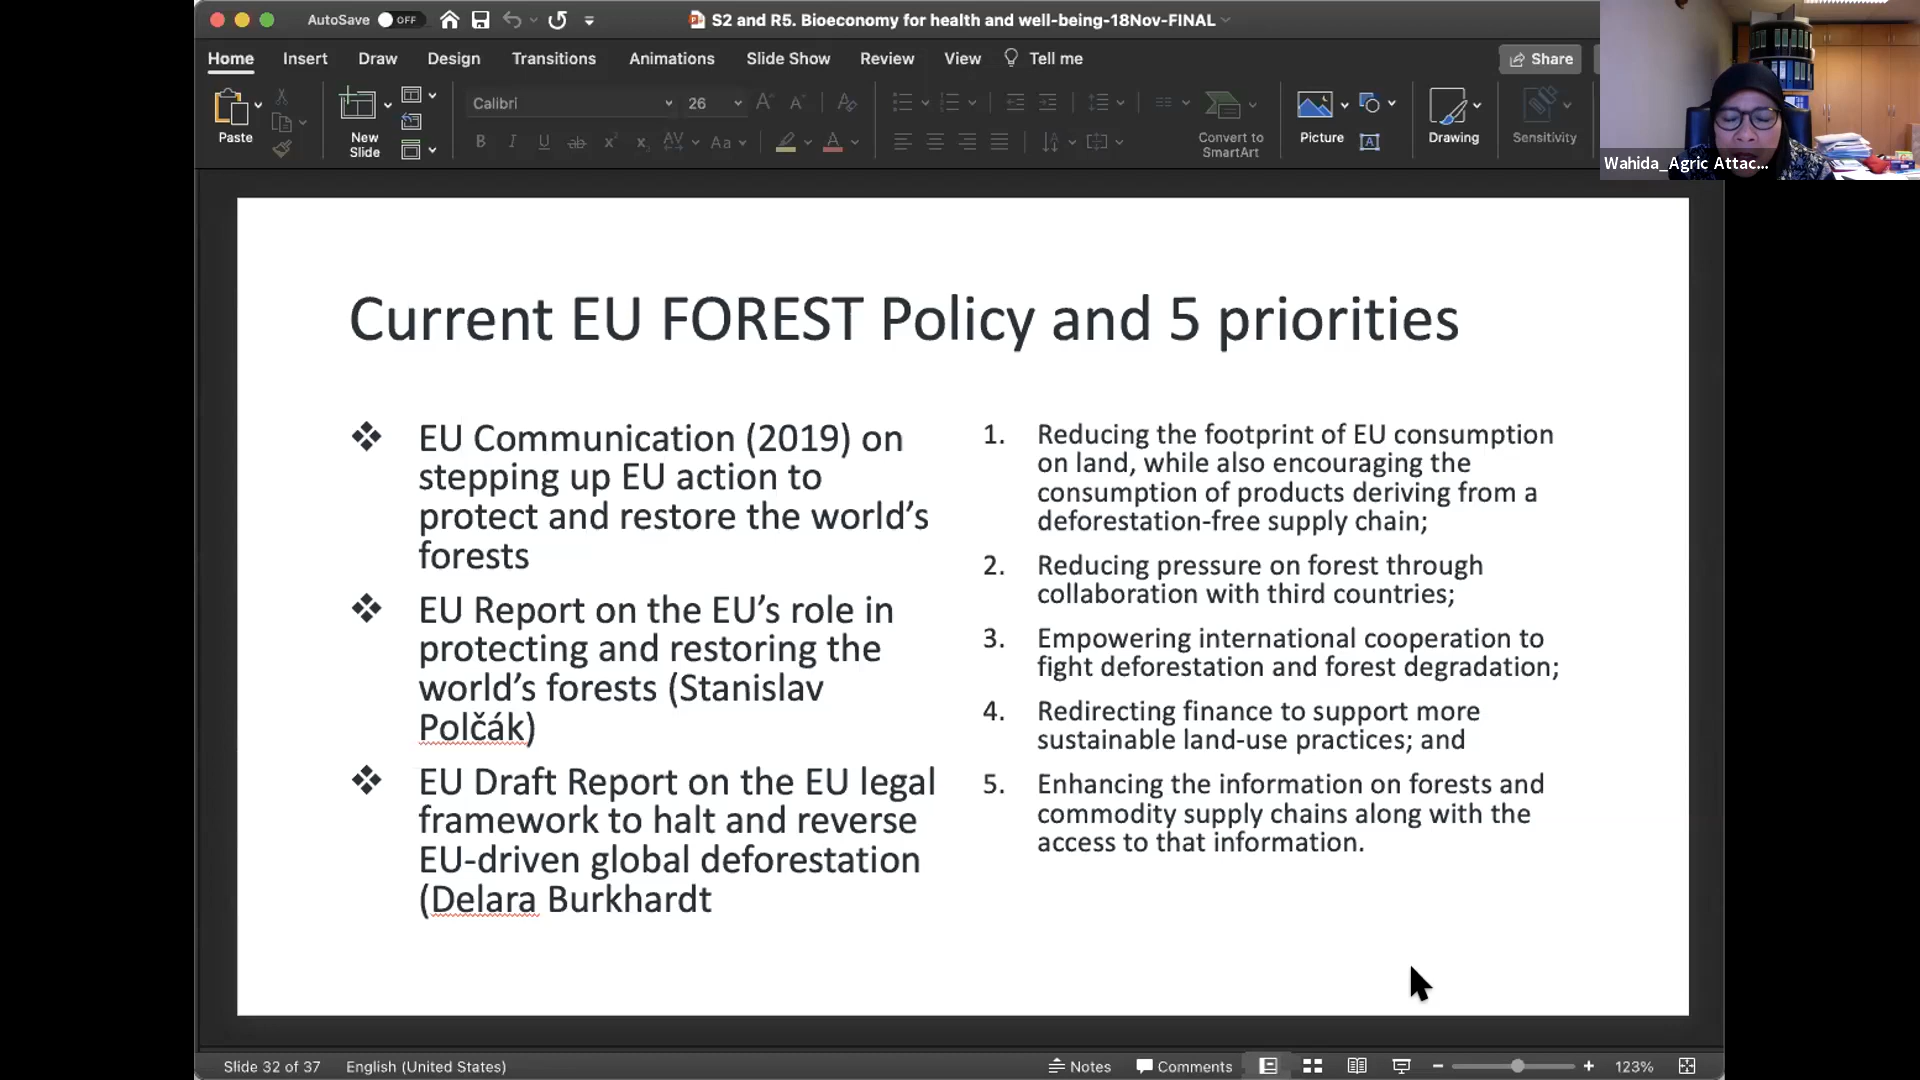 AutoSave OFF
S2 and R5. Bioeconomy for health and well-being-18Nov-FINAL
Home Insert Draw Design Transitions Animations Slide Show Review View Tell me Share
Paste
New
Slide
Calibri 26
Convert to
SmartArt
Picture
Drawing
Sensitivity
Wahida_Agric Attac...
Current EU FOREST Policy and 5 priorities
❖ EU Communication (2019) on
stepping up EU action to
protect and restore the world’s
forests
❖ EU Report on the EU’s role in
protecting and restoring the
world’s forests (Stanislav
Polčák)
❖ EU Draft Report on the EU legal
framework to halt and reverse
EU-driven global deforestation
(Delara Burkhardt
1. Reducing the footprint of EU consumption
on land, while also encouraging the
consumption of products deriving from a
deforestation-free supply chain;
2. Reducing pressure on forest through
collaboration with third countries;
3. Empowering international cooperation to
fight deforestation and forest degradation;
4. Redirecting finance to support more
sustainable land-use practices; and
5. Enhancing the information on forests and
commodity supply chains along with the
access to that information.
Slide 32 of 37 English (United States) Notes Comments 123%